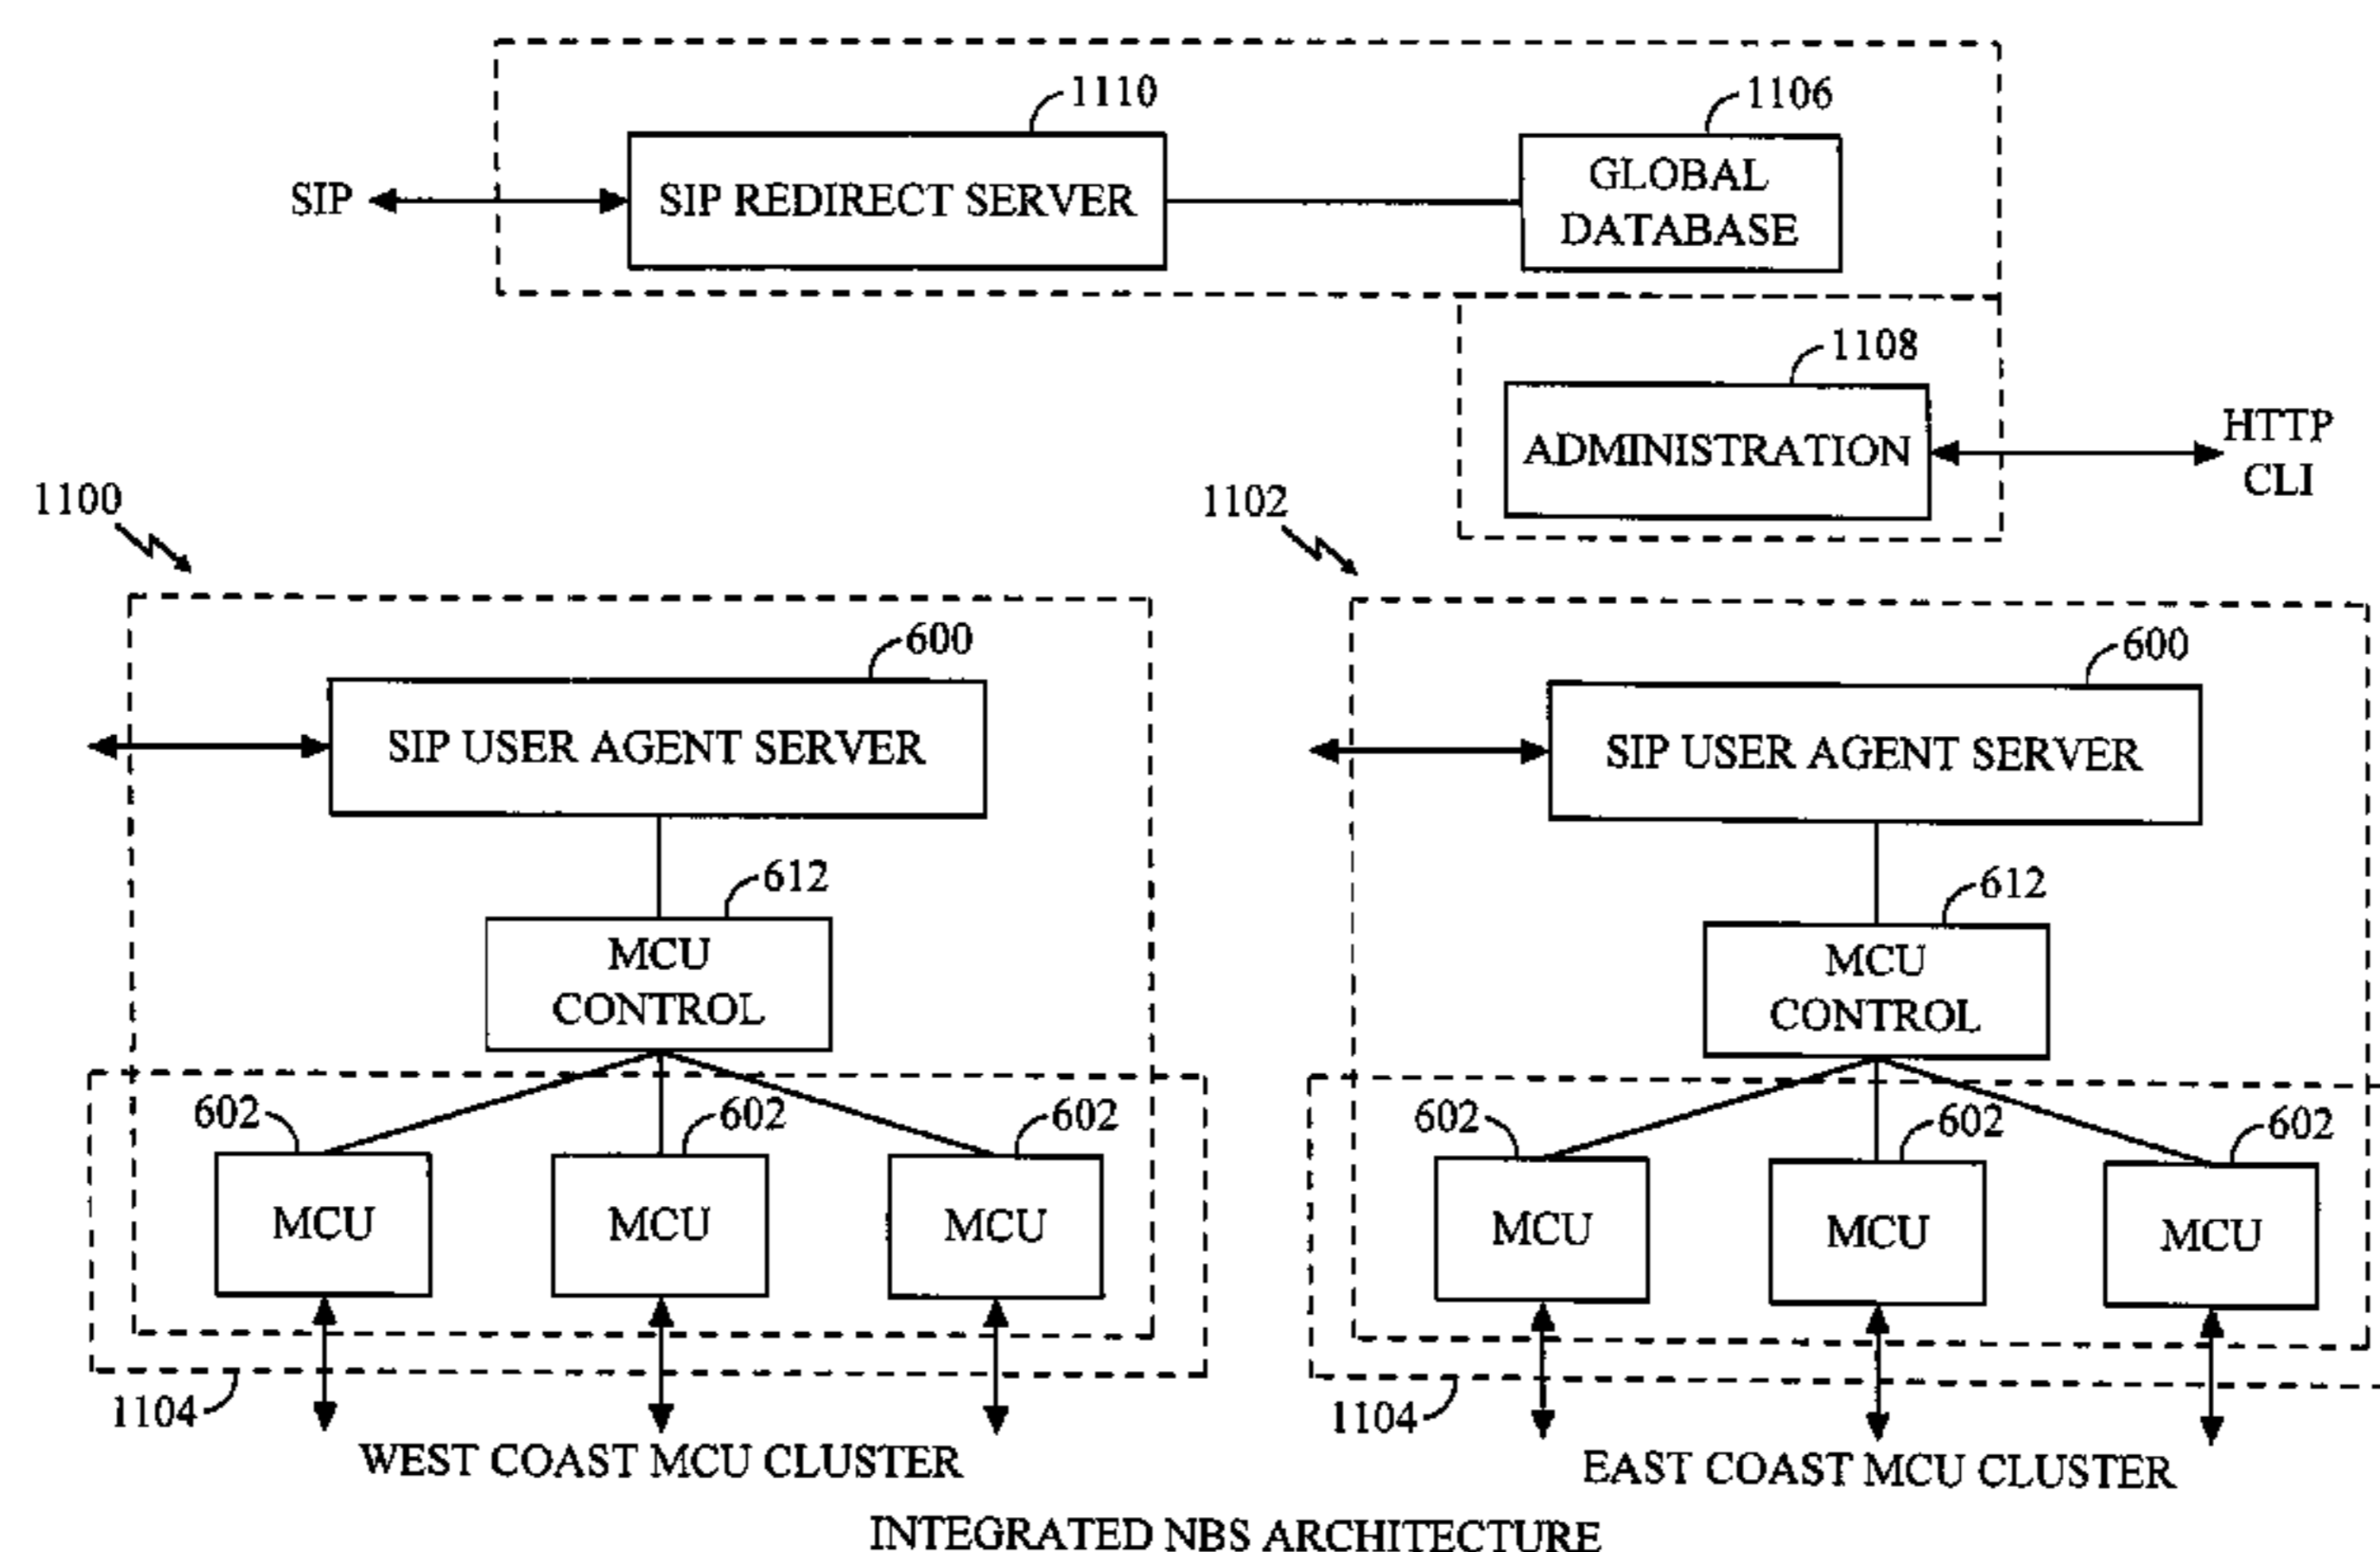 1110
1106
SIP
SIP REDIRECT SERVER
GLOBAL
DATABASE
1108
ADMINISTRATION
HTTP
CLI
1100
1102
600
SIP USER AGENT SERVER
612
MCU
CONTROL
602
602
602
MCU
MCU
MCU
1104
WEST COAST MCU CLUSTER
600
SIP USER AGENT SERVER
612
MCU
CONTROL
602
602
602
MCU
MCU
MCU
1104
EAST COAST MCU CLUSTER
INTEGRATED NBS ARCHITECTURE